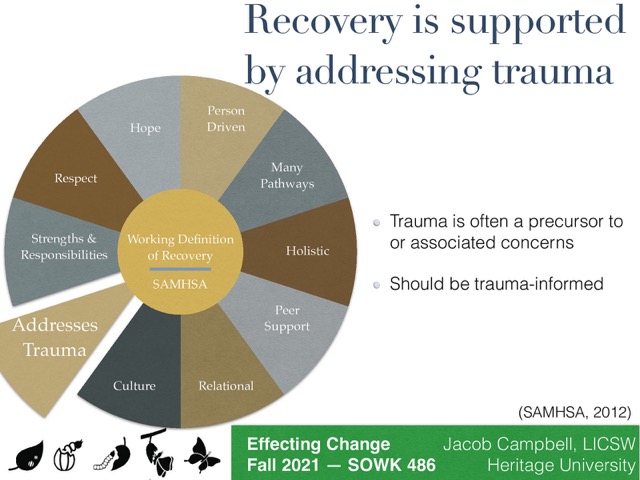 Recovery is supported
by addressing trauma
Person
Driven
Hope
Many
Pathways
Respect
Strengths &
Responsibilities
Working Definition
of Recovery
SAMHSA
Holistic
Peer
Support
Addresses
Trauma
Culture
Relational
Trauma is often a precursor to
or associated concerns
Should be trauma-informed
(SAMHSA, 2012)
Effecting Change
Fall 2021 — SOWK 486
Jacob Campbell, LICSW
Heritage University